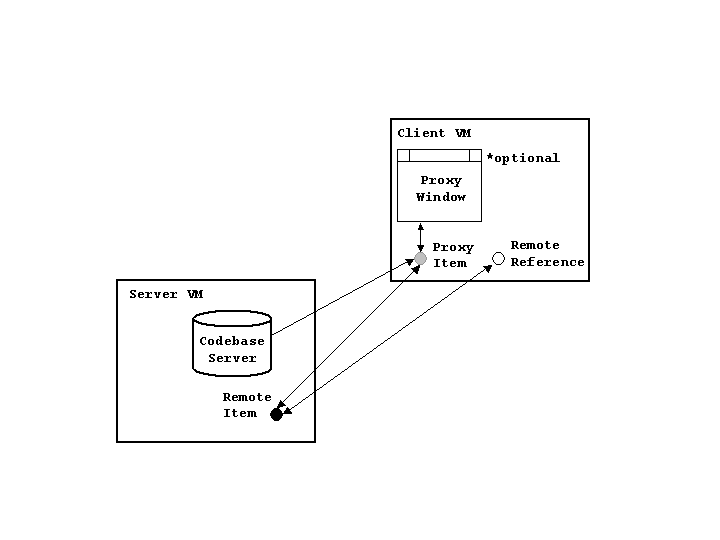 Client VM
*optional
Proxy
Window
Proxy
Item
Remote
Reference
Server VM
Codebase
Server
Remote
Item